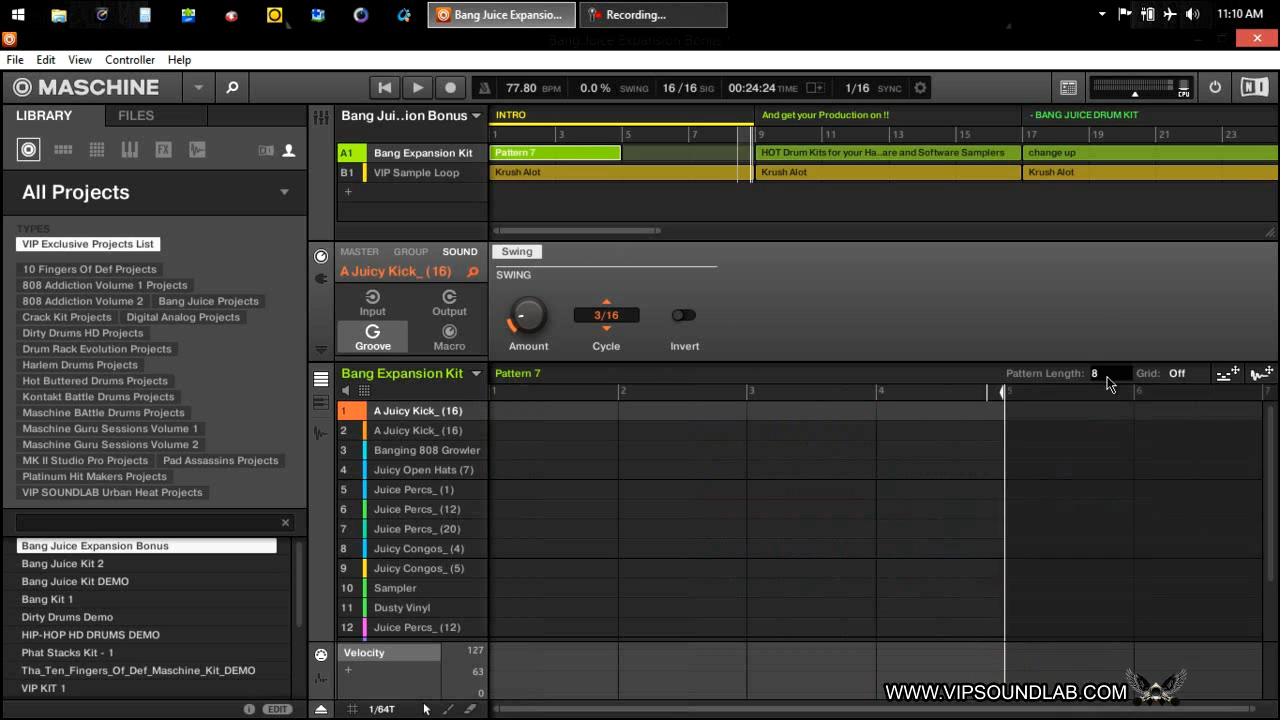 Bang Juice Expansio...
Recording...
11:10 AM
Bang Juice Expansion Bonus
File Edit View Controller Help
MASCHINE
77.80 BPM 0.0% SWING 16 / 16 SIG 00:24:24 TIME 1/16 SYNC
CPU
LIBRARY FILES
Bang Jui...ion Bonus
INTRO And get your Production on !! - BANG JUICE DRUM KIT
1 3 5 7 9 11 13 15 17 19 21 23
A1 Bang Expansion Kit Pattern 7 HOT Drum Kits for your Ha...are and Software Samplers change up
B1 VIP Sample Loop Krush Alot Krush Alot Krush Alot
+
All Projects
TYPES
VIP Exclusive Projects List
10 Fingers Of Def Projects
808 Addiction Volume 1 Projects
808 Addiction Volume 2 Bang Juice Projects
Crack Kit Projects Digital Analog Projects
Dirty Drums HD Projects
Drum Rack Evolution Projects
Harlem Drums Projects
Hot Buttered Drums Projects
Kontakt Battle Drums Projects
Maschine BAttle Drums Projects
Maschine Guru Sessions Volume 1
Maschine Guru Sessions Volume 2
MK II Studio Pro Projects Pad Assassins Projects
Platinum Hit Makers Projects
VIP SOUNDLAB Urban Heat Projects
Bang Juice Expansion Bonus
Bang Juice Kit 2
Bang Juice Kit DEMO
Bang Kit 1
Dirty Drums Demo
HIP-HOP HD DRUMS DEMO
Phat Stacks Kit - 1
Tha_Ten_Fingers_Of_Def_Maschine_Kit_DEMO
VIP KIT 1
EDIT
MASTER GROUP SOUND
A Juicy Kick_ (16)
Input Output
Groove Macro
Swing
SWING
3/16
Amount Cycle Invert
Bang Expansion Kit Pattern 7 Pattern Length: 8 Grid: Off
1 2 3 4 5 6 7
1 A Juicy Kick_ (16)
2 A Juicy Kick_ (16)
3 Banging 808 Growler
4 Juicy Open Hats (7)
5 Juice Percs_ (1)
6 Juice Percs_ (12)
7 Juice Percs_ (20)
8 Juicy Congos_ (4)
9 Juicy Congos_ (5)
10 Sampler
11 Dusty Vinyl
12 Juice Percs_ (12)
Velocity 127
+ 63
0
1/64T
WWW.VIPSOUNDLAB.COM